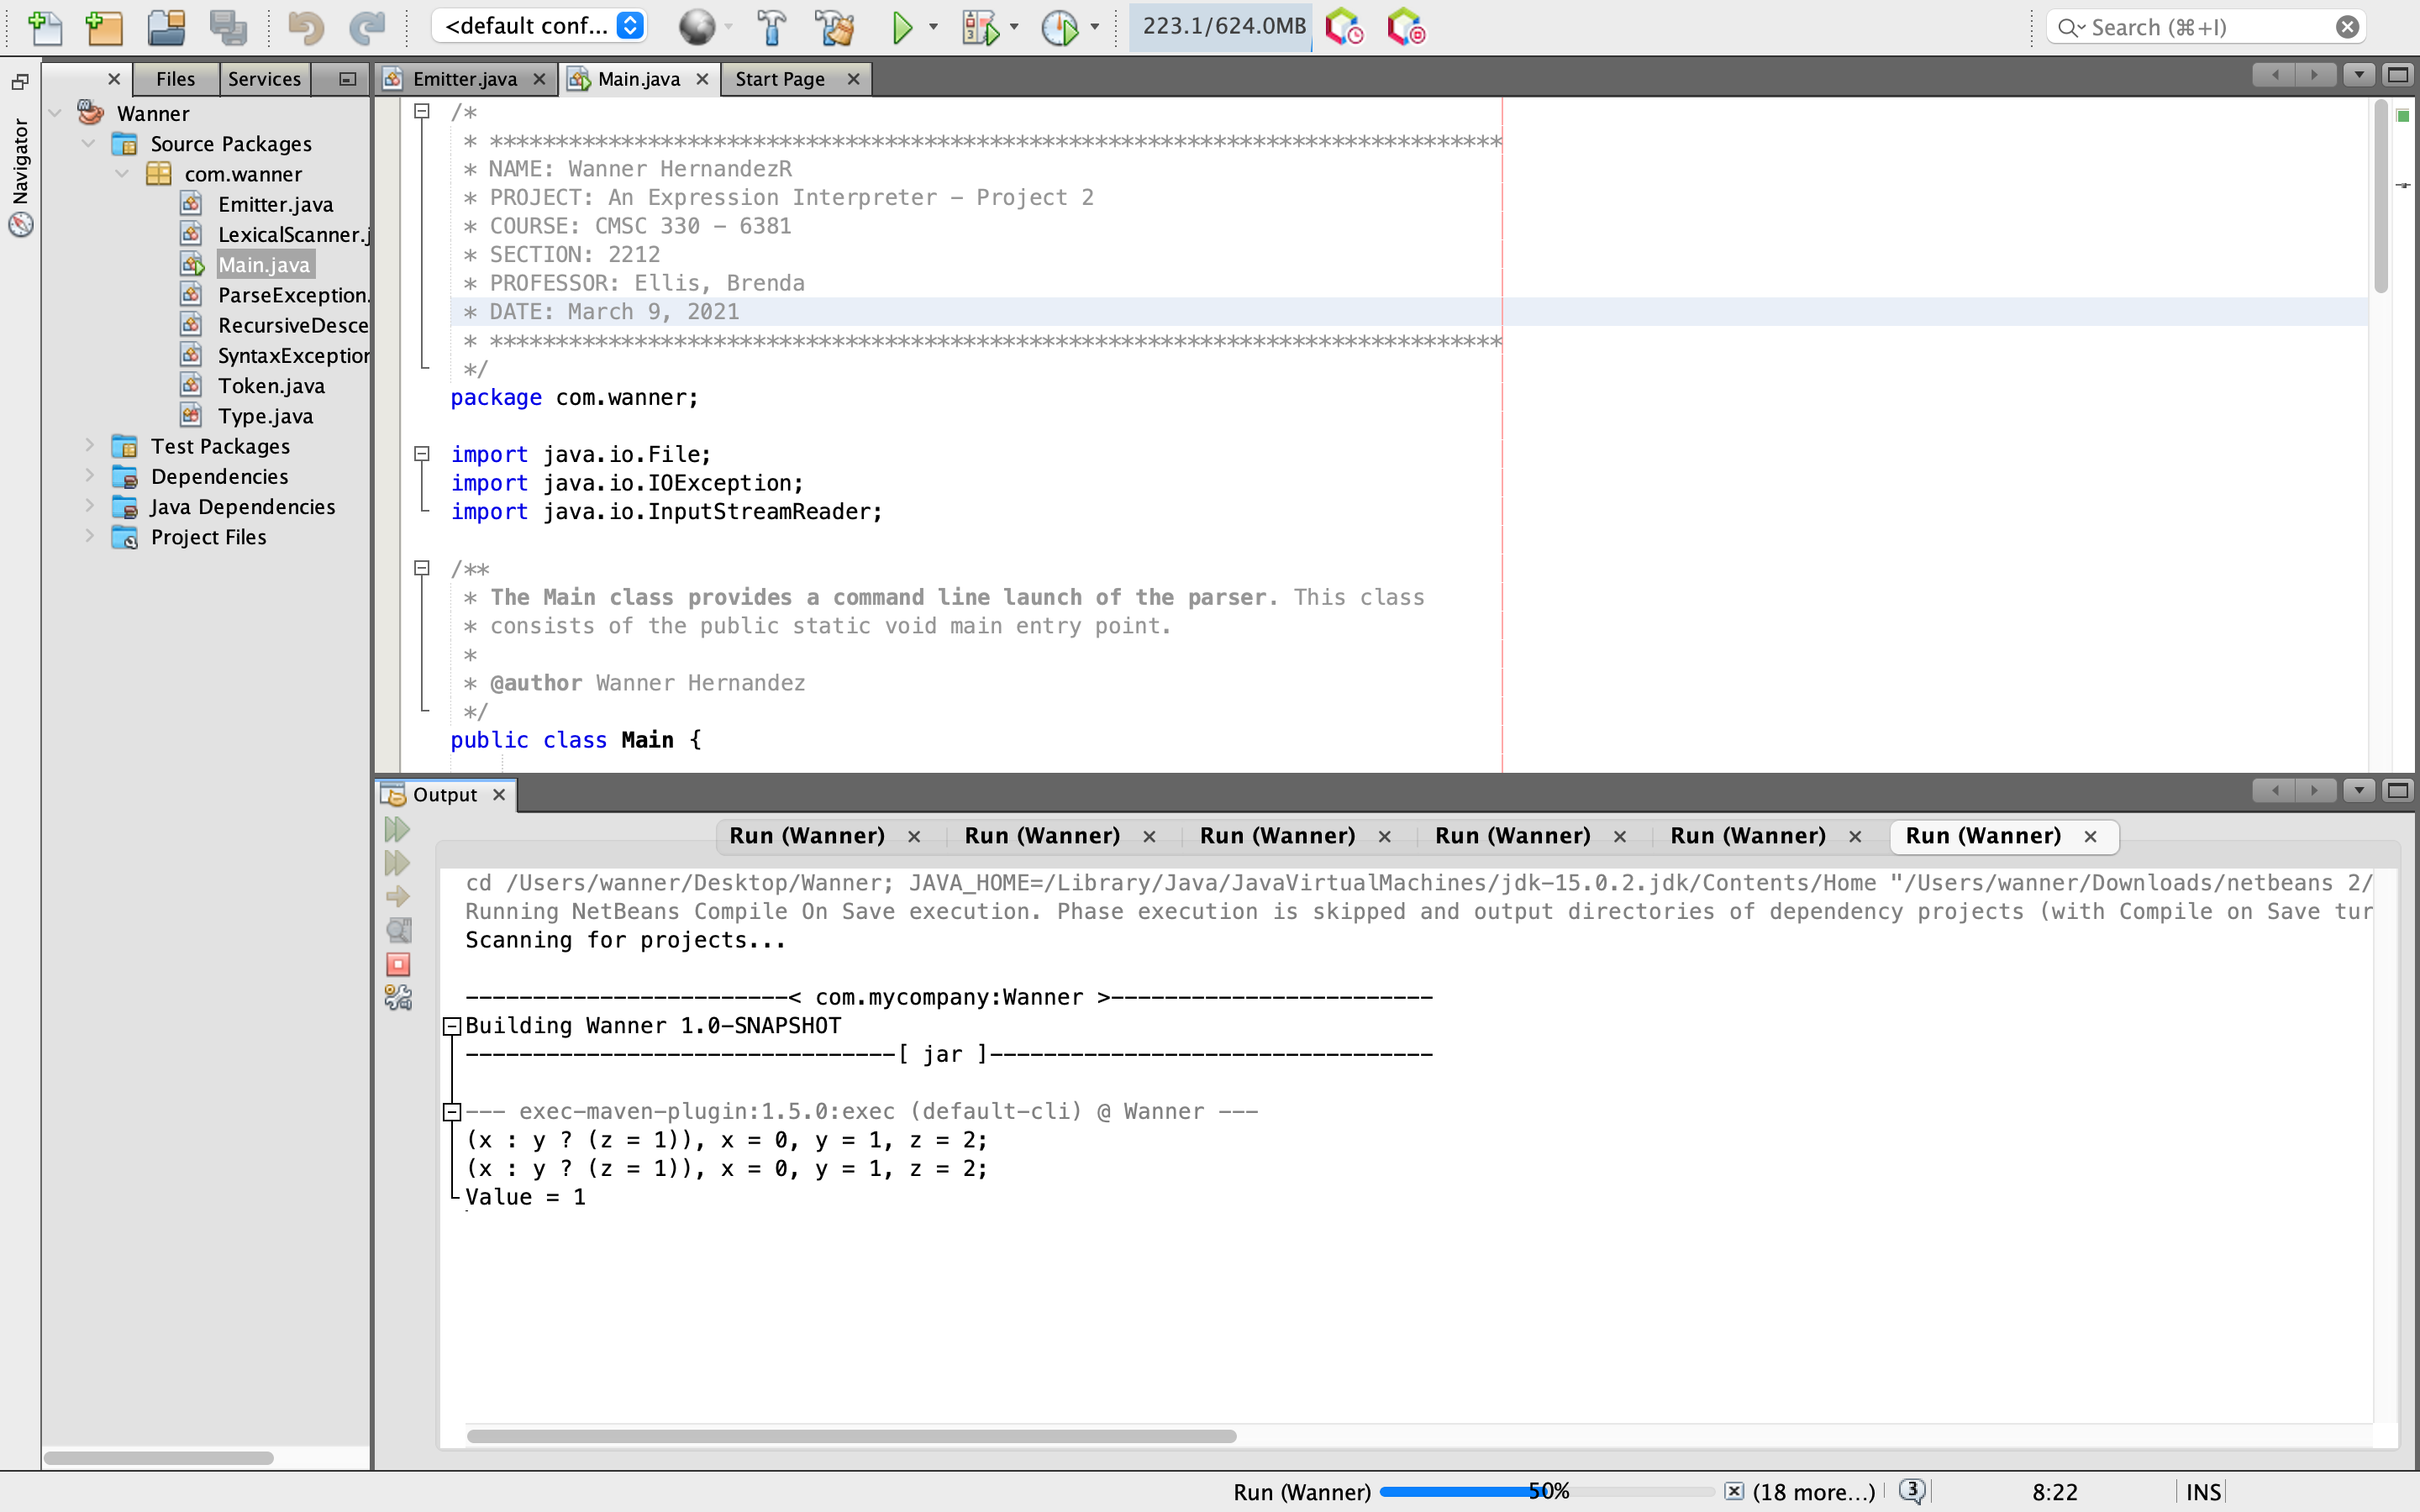 <default conf...
223.1/624.0MB
Search (⌘+I)
Files
Services
Emitter.java
Main.java
Start Page
Navigator
Wanner
Source Packages
com.wanner
Emitter.java
LexicalScanner.j
Main.java
ParseException.
RecursiveDesce
SyntaxException
Token.java
Type.java
Test Packages
Dependencies
Java Dependencies
Project Files
/*
* *****************************************************************************
* NAME: Wanner HernandezR
* PROJECT: An Expression Interpreter – Project 2
* COURSE: CMSC 330 – 6381
* SECTION: 2212
* PROFESSOR: Ellis, Brenda
* DATE: March 9, 2021
* *****************************************************************************
*/
package com.wanner;
import java.io.File;
import java.io.IOException;
import java.io.InputStreamReader;
/**
* The Main class provides a command line launch of the parser. This class
* consists of the public static void main entry point.
*
* @author Wanner Hernandez
*/
public class Main {
Output
Run (Wanner)
Run (Wanner)
Run (Wanner)
Run (Wanner)
Run (Wanner)
Run (Wanner)
cd /Users/wanner/Desktop/Wanner; JAVA_HOME=/Library/Java/JavaVirtualMachines/jdk-15.0.2.jdk/Contents/Home "/Users/wanner/Downloads/netbeans 2/
Running NetBeans Compile On Save execution. Phase execution is skipped and output directories of dependency projects (with Compile on Save tur
Scanning for projects...
------------------------< com.mycompany:Wanner >------------------------
Building Wanner 1.0-SNAPSHOT
--------------------------------[ jar ]---------------------------------
--- exec-maven-plugin:1.5.0:exec (default-cli) @ Wanner ---
(x : y ? (z = 1)), x = 0, y = 1, z = 2;
(x : y ? (z = 1)), x = 0, y = 1, z = 2;
Value = 1
Run (Wanner)
50%
(18 more...)
3
8:22
INS